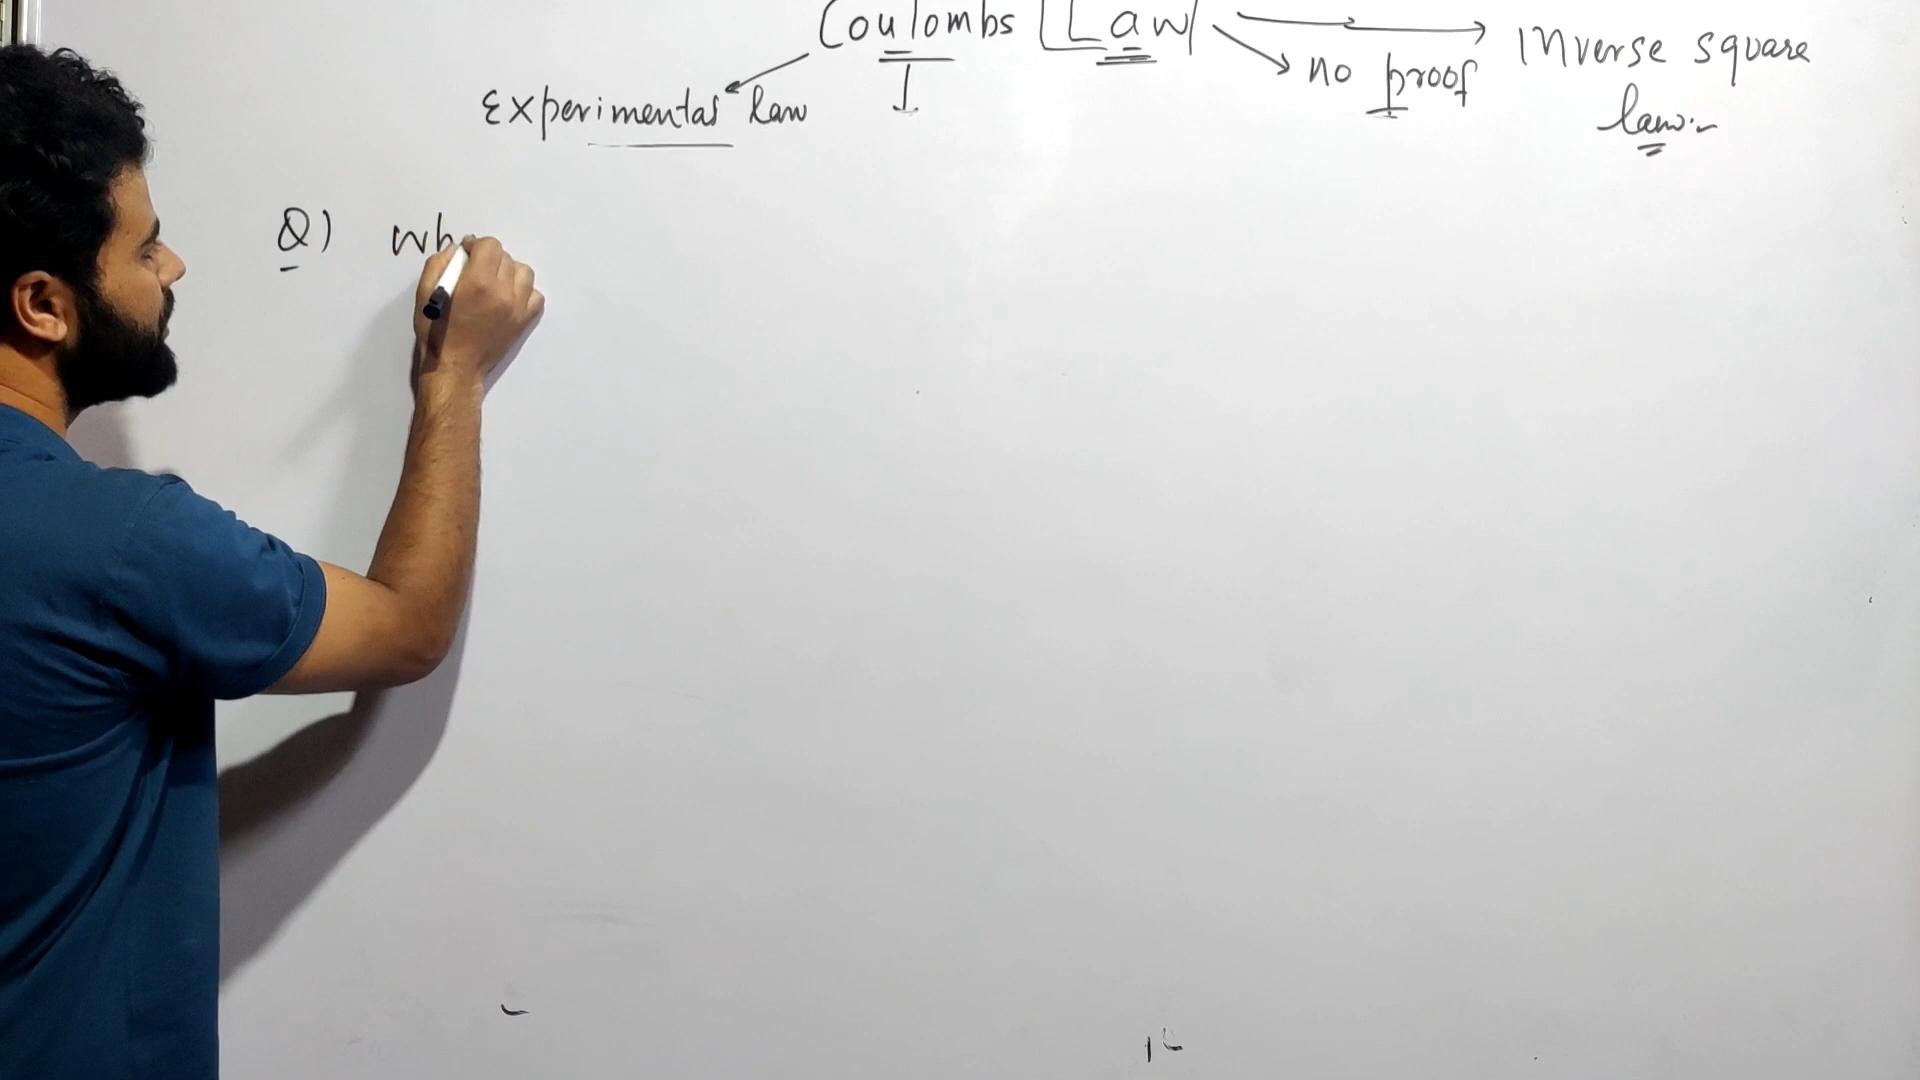 Coulombs Law
Inverse square
no proof
Experimental law
law
Q) wh